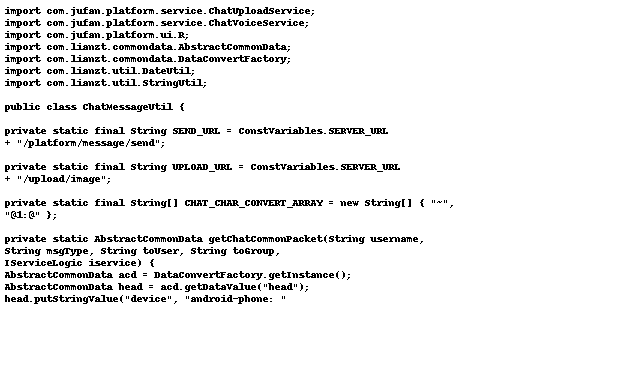 import com.jufan.platform.service.ChatUploadService;
import com.jufan.platform.service.ChatVoiceService;
import com.jufan.platform.ui.R;
import com.lianzt.commondata.AbstractCommonData;
import com.lianzt.commondata.DataConvertFactory;
import com.lianzt.util.DateUtil;
import com.lianzt.util.StringUtil;
public class ChatMessageUtil {
private static final String SEND_URL = ConstVariables.SERVER_URL
+ "/platform/message/send";
private static final String UPLOAD_URL = ConstVariables.SERVER_URL
+ "/upload/image";
private static final String[] CHAT_CHAR_CONVERT_ARRAY = new String[] { "~",
"@1:@" };
private static AbstractCommonData getChatCommonPacket(String username,
String msgType, String toUser, String toGroup,
IServiceLogic iservice) {
AbstractCommonData acd = DataConvertFactory.getInstance();
AbstractCommonData head = acd.getDataValue("head");
head.putStringValue("device", "android-phone: "